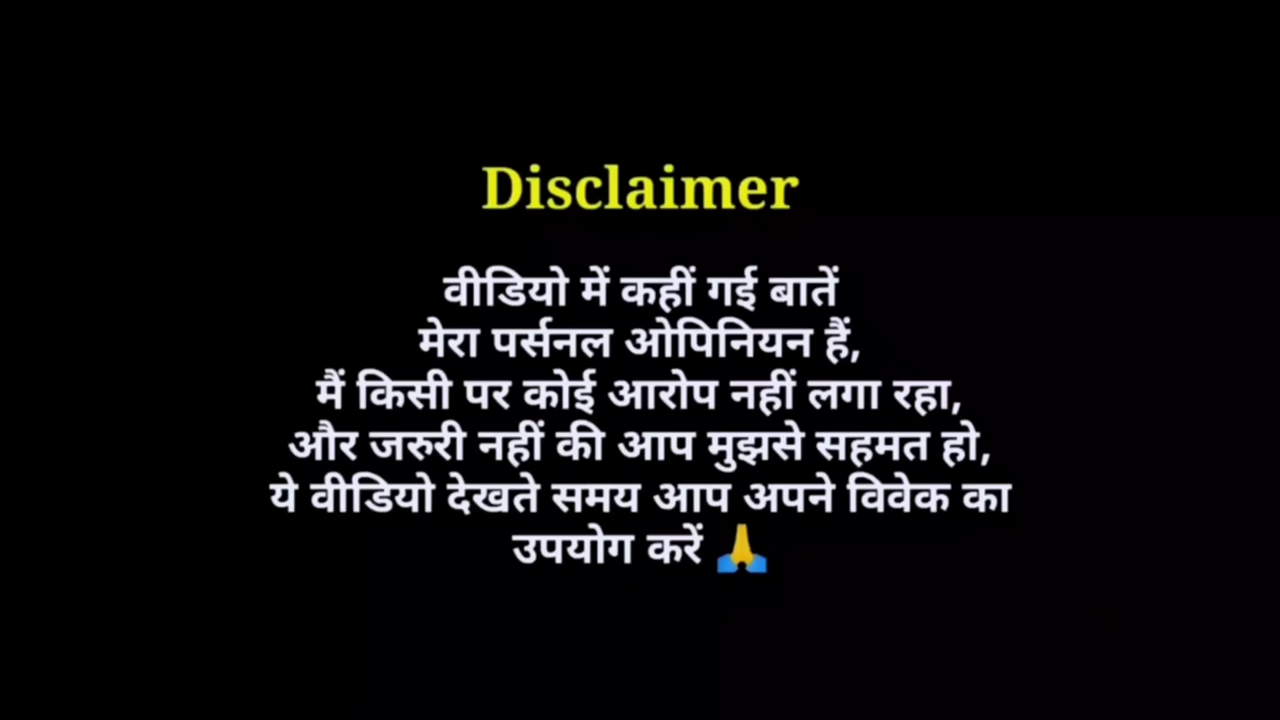 Disclaimer
वीडियो में कहीं गई बातें
मेरा पर्सनल ओपिनियन हैं,
मैं किसी पर कोई आरोप नहीं लगा रहा,
और जरुरी नहीं की आप मुझसे सहमत हो,
ये वीडियो देखते समय आप अपने विवेक का
उपयोग करें 🙏